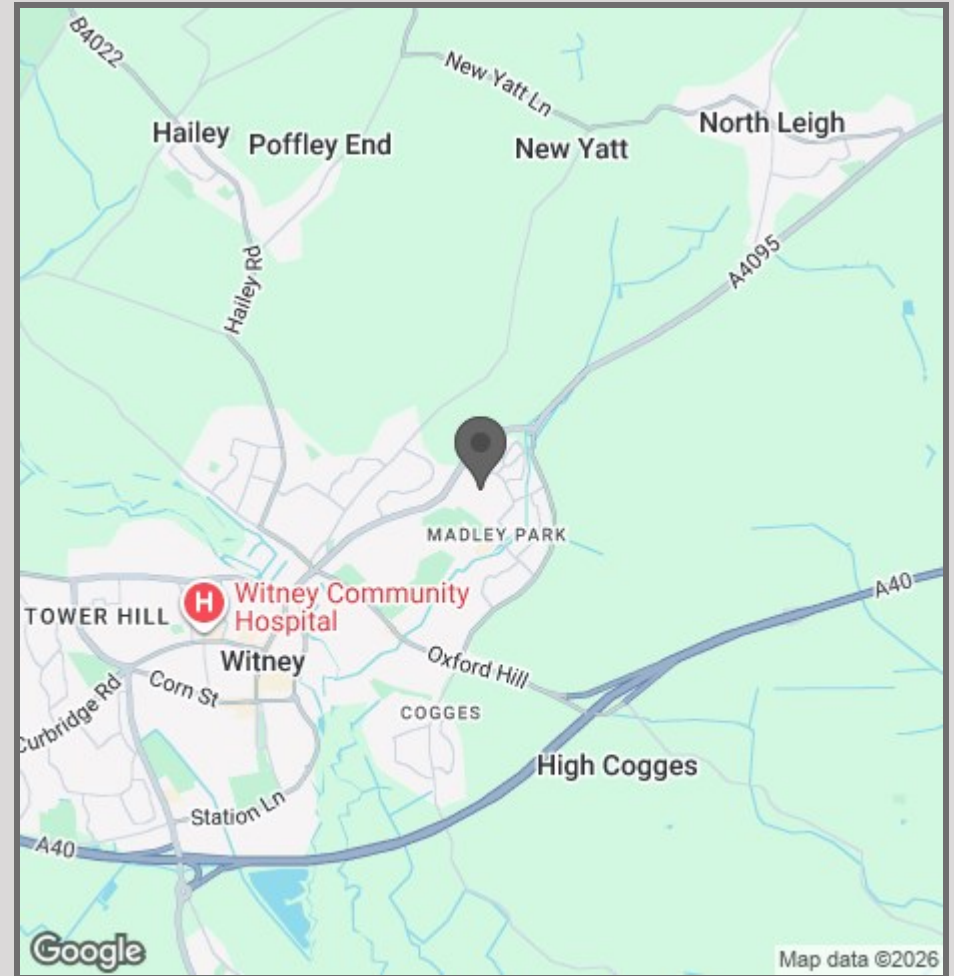 B4022
New Yatt Ln
Hailey
Poffley End
New Yatt
North Leigh
Hailey Rd
A4095
MADLEY PARK
H
Witney Community
Hospital
A40
TOWER HILL
Witney
Oxford Hill
Corn St
Curbridge Rd
COGGES
High Cogges
Station Ln
A40
Google
Map data ©2026